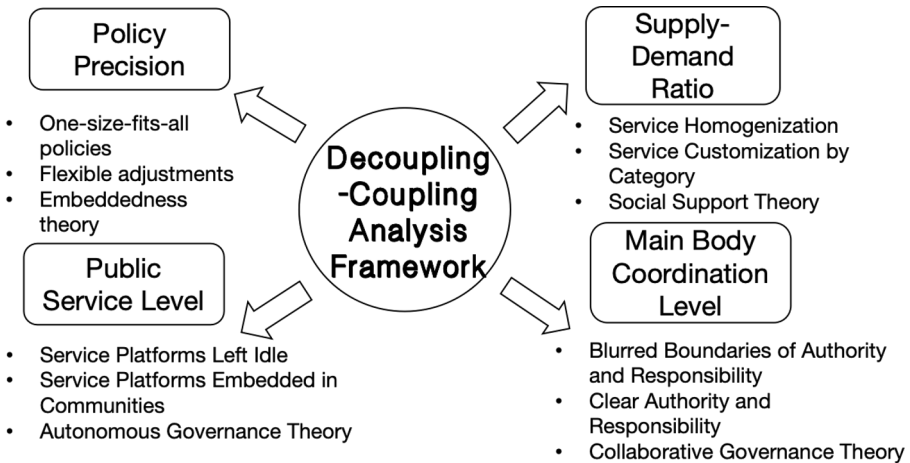 Policy
Precision
• One-size-fits-all
policies
• Flexible adjustments
• Embeddedness
theory
Supply-
Demand
Ratio
• Service Homogenization
• Service Customization by
Category
• Social Support Theory
Decoupling
-Coupling
Analysis
Framework
Public
Service Level
• Service Platforms Left Idle
• Service Platforms Embedded in
Communities
• Autonomous Governance Theory
Main Body
Coordination
Level
• Blurred Boundaries of Authority
and Responsibility
• Clear Authority and
Responsibility
• Collaborative Governance Theory